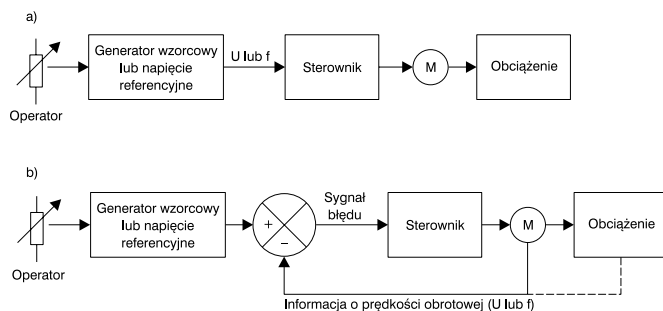 a)
Generator wzorcowy
lub napięcie
referencyjne
U lub f
Sterownik
M
Obciążenie
Operator
b)
Generator wzorcowy
lub napięcie
referencyjne
+
−
Sygnał
błędu
Sterownik
M
Obciążenie
Operator
Informacja o prędkości obrotowej (U lub f)